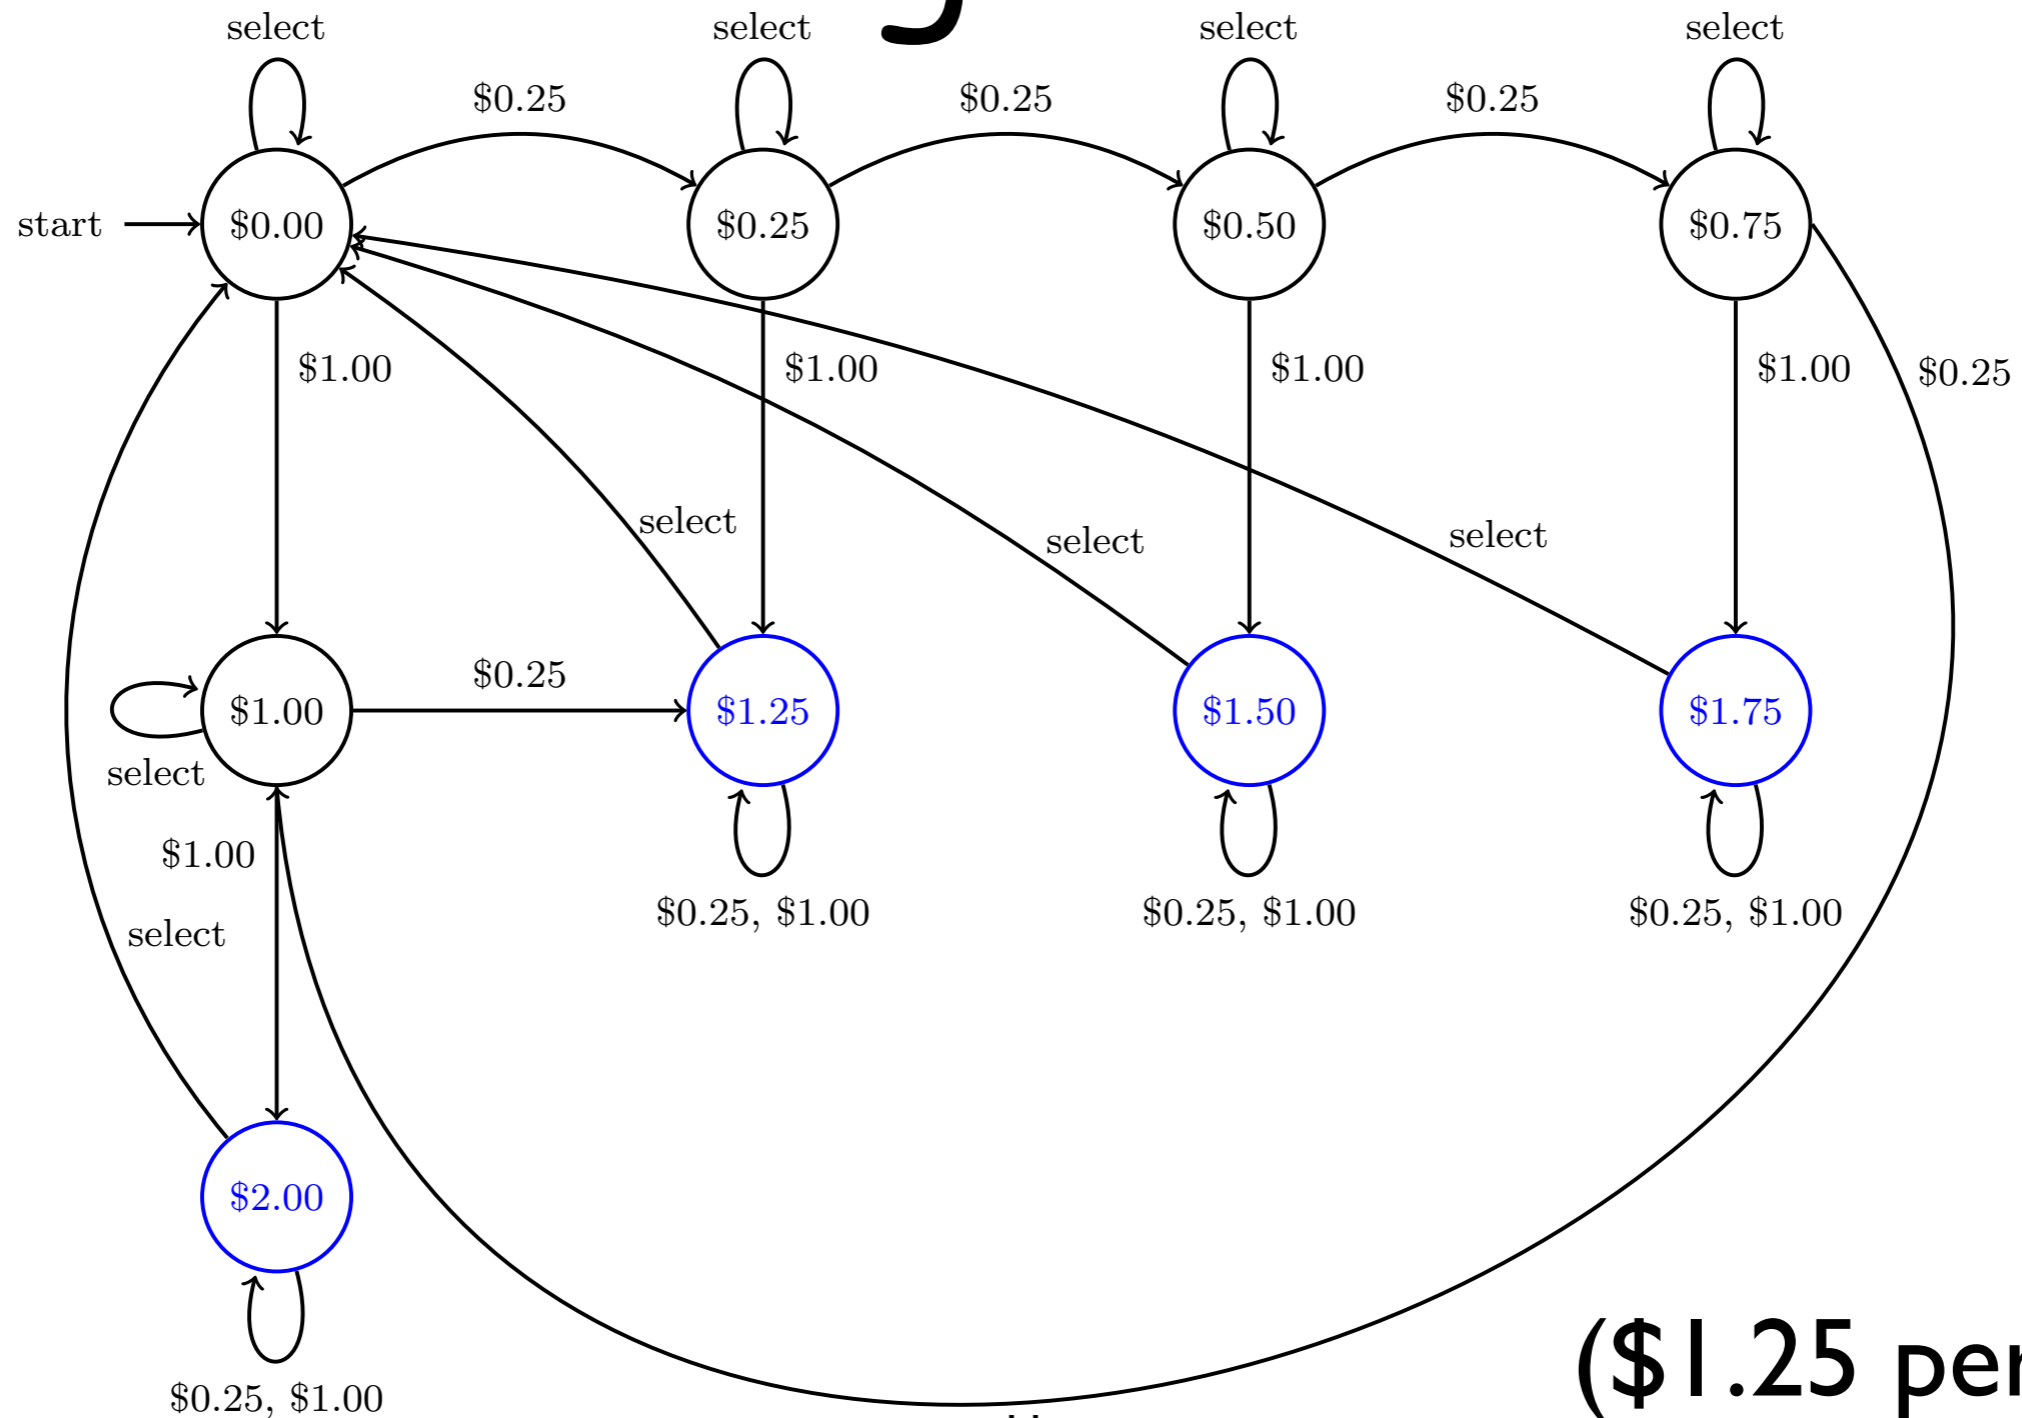 select select select select
$0.25 $0.25 $0.25
start $0.00 $0.25 $0.50 $0.75
$1.00 $1.00 $1.00 $1.00 $0.25
select select select
$0.25
$1.00 $1.25 $1.50 $1.75
select
$1.00
$0.25, $1.00 $0.25, $1.00 $0.25, $1.00
select
$2.00
($1.25 per
$0.25, $1.00